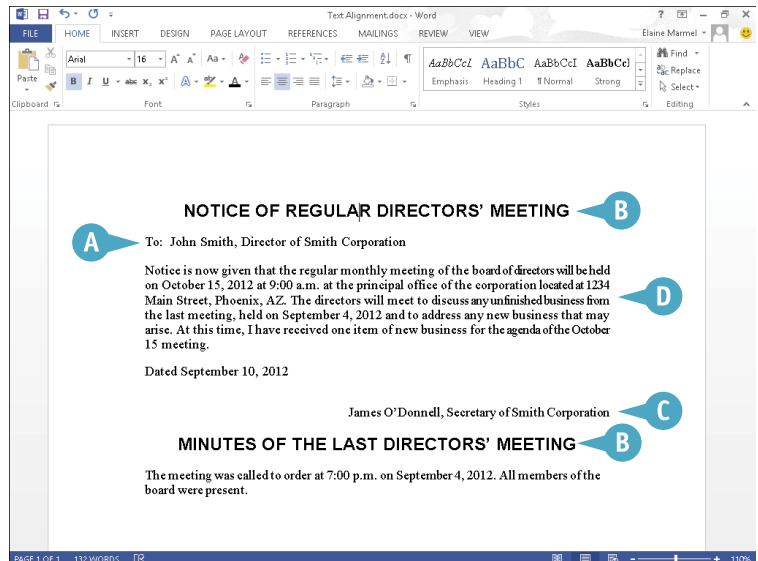 Text Alignment.docx - Word
FILE HOME INSERT DESIGN PAGE LAYOUT REFERENCES MAILINGS REVIEW VIEW Elaine Marmel
Paste
Arial 16 A A Aa
B I U abc X₂ X² A ab A
AaBbCcI AaBbC AaBbCcI AaBbCcl
Emphasis Heading 1 ¶ Normal Strong
Find
Replace
Select
Clipboard Font Paragraph Styles Editing
NOTICE OF REGULAR DIRECTORS' MEETING B
A To: John Smith, Director of Smith Corporation
Notice is now given that the regular monthly meeting of the board of directors will be held
on October 15, 2012 at 9:00 a.m. at the principal office of the corporation located at 1234
Main Street, Phoenix, AZ. The directors will meet to discuss any unfinished business from D
the last meeting, held on September 4, 2012 and to address any new business that may
arise. At this time, I have received one item of new business for the agenda of the October
15 meeting.
Dated September 10, 2012
James O'Donnell, Secretary of Smith Corporation C
MINUTES OF THE LAST DIRECTORS' MEETING B
The meeting was called to order at 7:00 p.m. on September 4, 2012. All members of the
board were present.
PAGE 1 OF 1 132 WORDS 110%